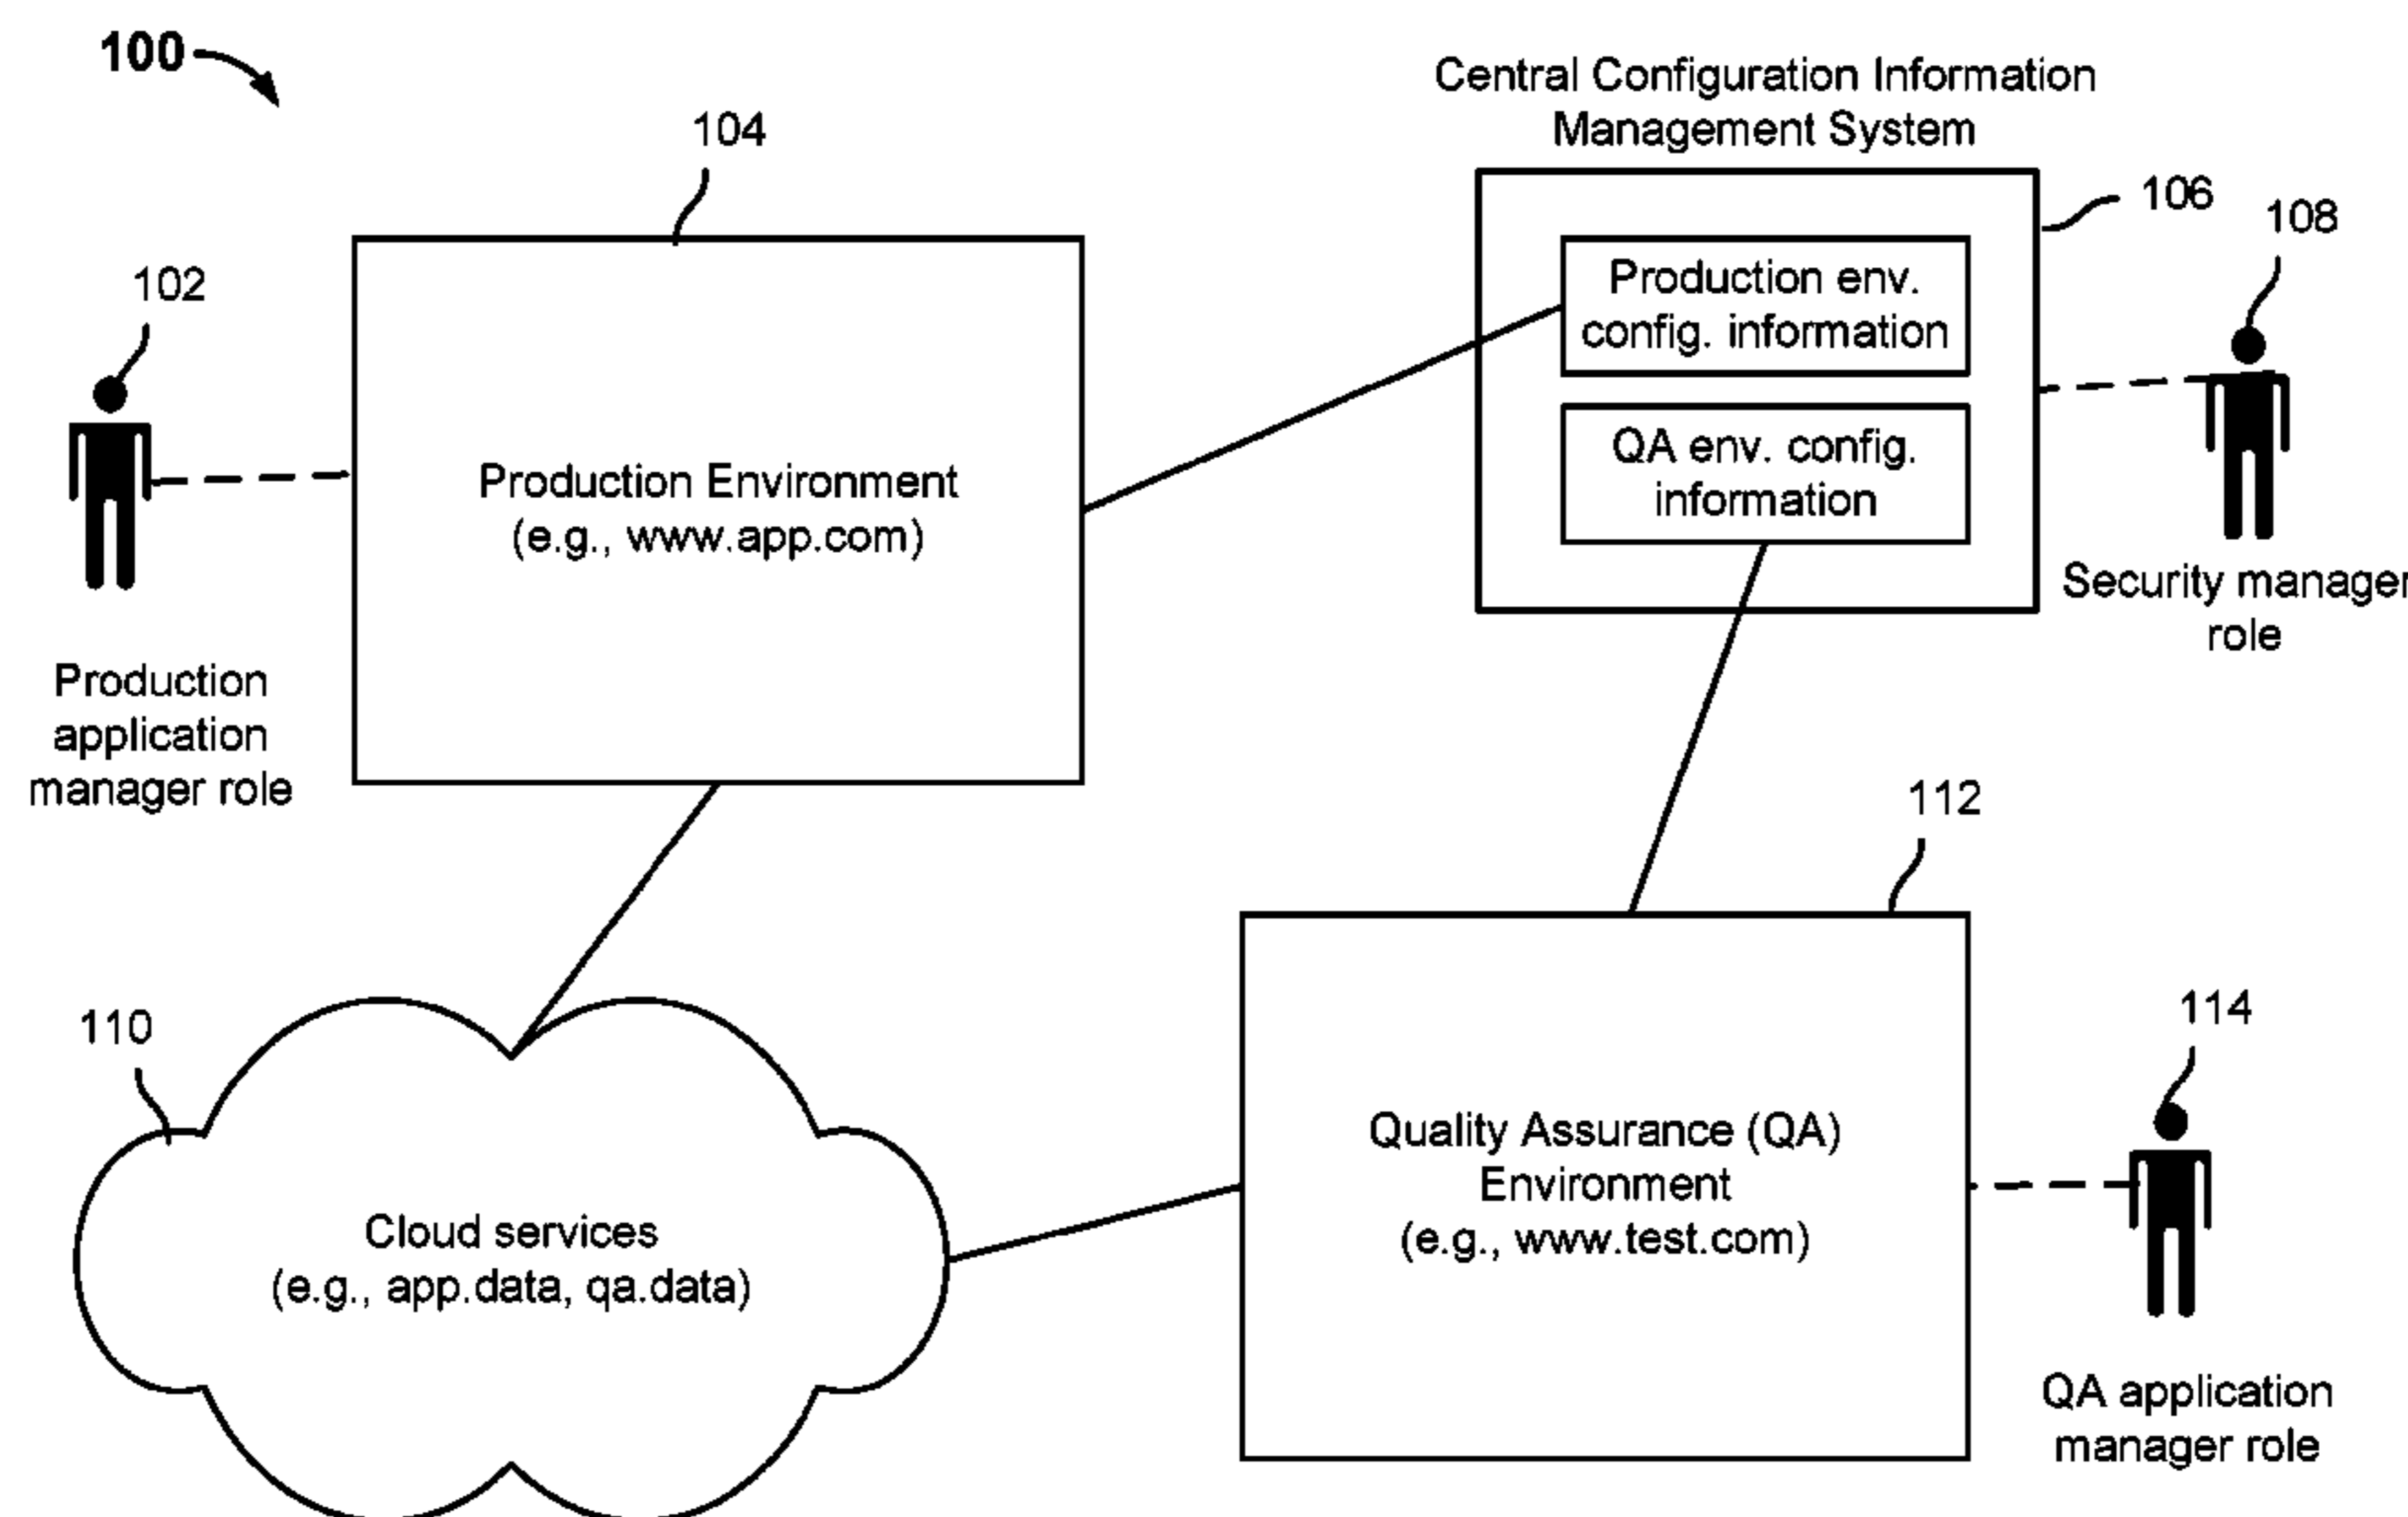 100
104
Central Configuration Information
Management System
106
108
102
Production env.
config. information
QA env. config.
information
Production Environment
(e.g., www.app.com)
Security manager
role
Production
application
manager role
112
110
114
Quality Assurance (QA)
Environment
(e.g., www.test.com)
Cloud services
(e.g., app.data, qa.data)
QA application
manager role